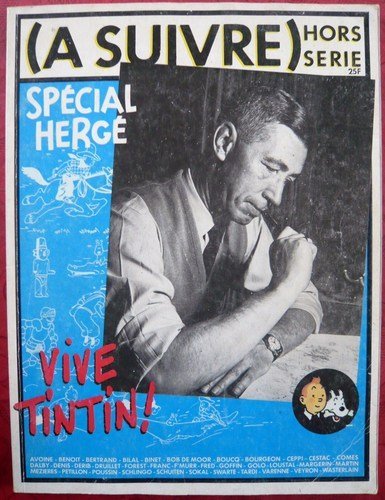 (A SUIVRE) HORS
SERIE
25F
SPÉCIAL
HERGÉ
VIVE
TINTIN!
AVOINE - BENOIT - BERTRAND - BILAL - BINET - BOB DE MOOR - BOUCQ - BOURGEON - CEPPI - CESTAC - COMES
DALBY - DENIS - DERIB - DRUILLET - FOREST - FRANC - F'MURR - FRED - GOFFIN - GOLO - LOUSTAL - MARGERIN - MARTIN
MEZIERES - PETILLON - POUSSIN - SCHLINGO - SCHUITEN - SOKAL - SWARTE - TARDI - VARENNE - VEYRON - WASTERLAIN